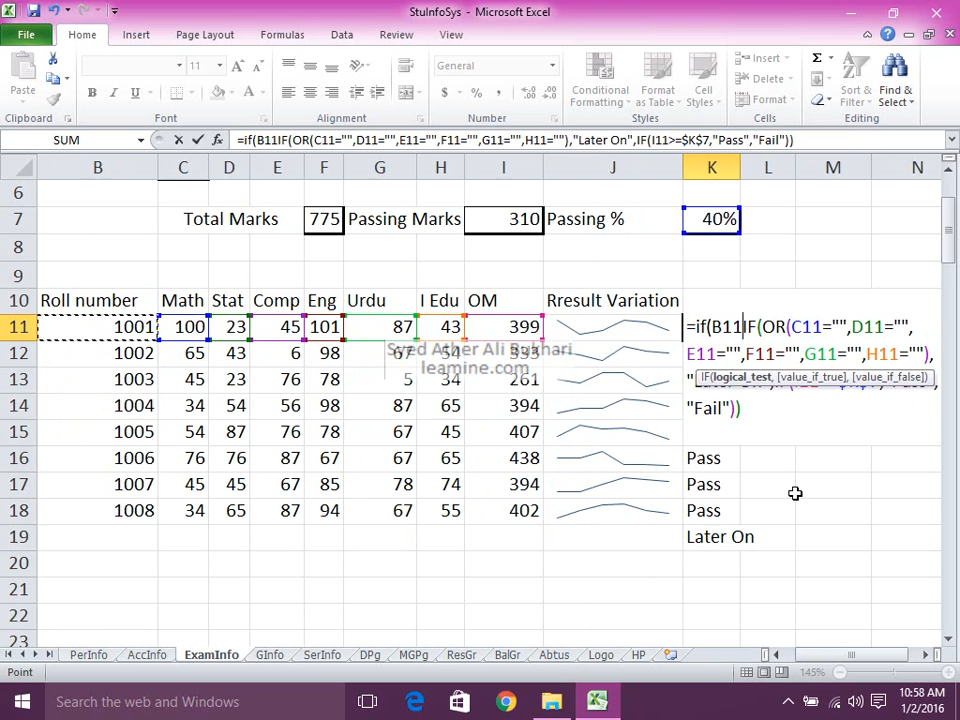 StuInfoSys - Microsoft Excel
File Home Insert Page Layout Formulas Data Review View
Paste
11 A A
B I U A
General
$ % ,
Conditional Formatting Format as Table Cell Styles
Insert
Delete
Format
Σ
Sort & Filter Find & Select
Clipboard Font Alignment Number Styles Cells Editing
SUM fx =if(B11IF(OR(C11="",D11="",E11="",F11="",G11="",H11=""),"Later On",IF(I11>=$K$7,"Pass","Fail"))
B C D E F G H I J K L M N
6
7 Total Marks 775 Passing Marks 310 Passing % 40%
8
9
10 Roll number Math Stat Comp Eng Urdu I Edu OM Rresult Variation
11 1001 100 23 45 101 87 43 399 =if(B11IF(OR(C11="",D11="",
12 1002 65 43 6 98 67 54 333 E11="",F11="",G11="",H11=""),
Syed Ather Ali Bukhari
leamine.com
IF(logical_test, [value_if_true], [value_if_false])
13 1003 45 23 76 78 5 34 261
14 1004 34 54 56 98 87 65 394 "Fail"))
15 1005 54 87 76 78 67 45 407
16 1006 76 76 87 67 67 65 438 Pass
17 1007 45 45 67 85 78 74 394 Pass
18 1008 34 65 87 94 67 55 402 Pass
19 Later On
20
21
22
23
PerInfo AccInfo ExamInfo GInfo SerInfo DPg MGPg ResGr BalGr Abtus Logo HP
Point 145%
Search the web and Windows
10:58 AM
1/2/2016